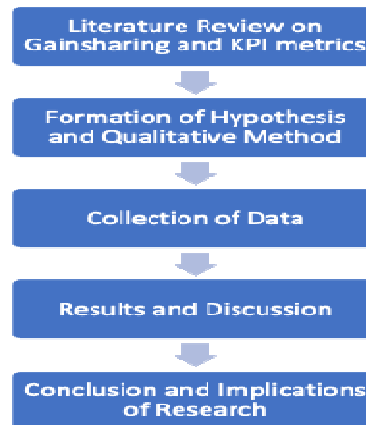 Literature Review on
Gainsharing and KPI metrics
Formation of Hypothesis
and Qualitative Method
Collection of Data
Results and Discussion
Conclusion and Implications
of Research